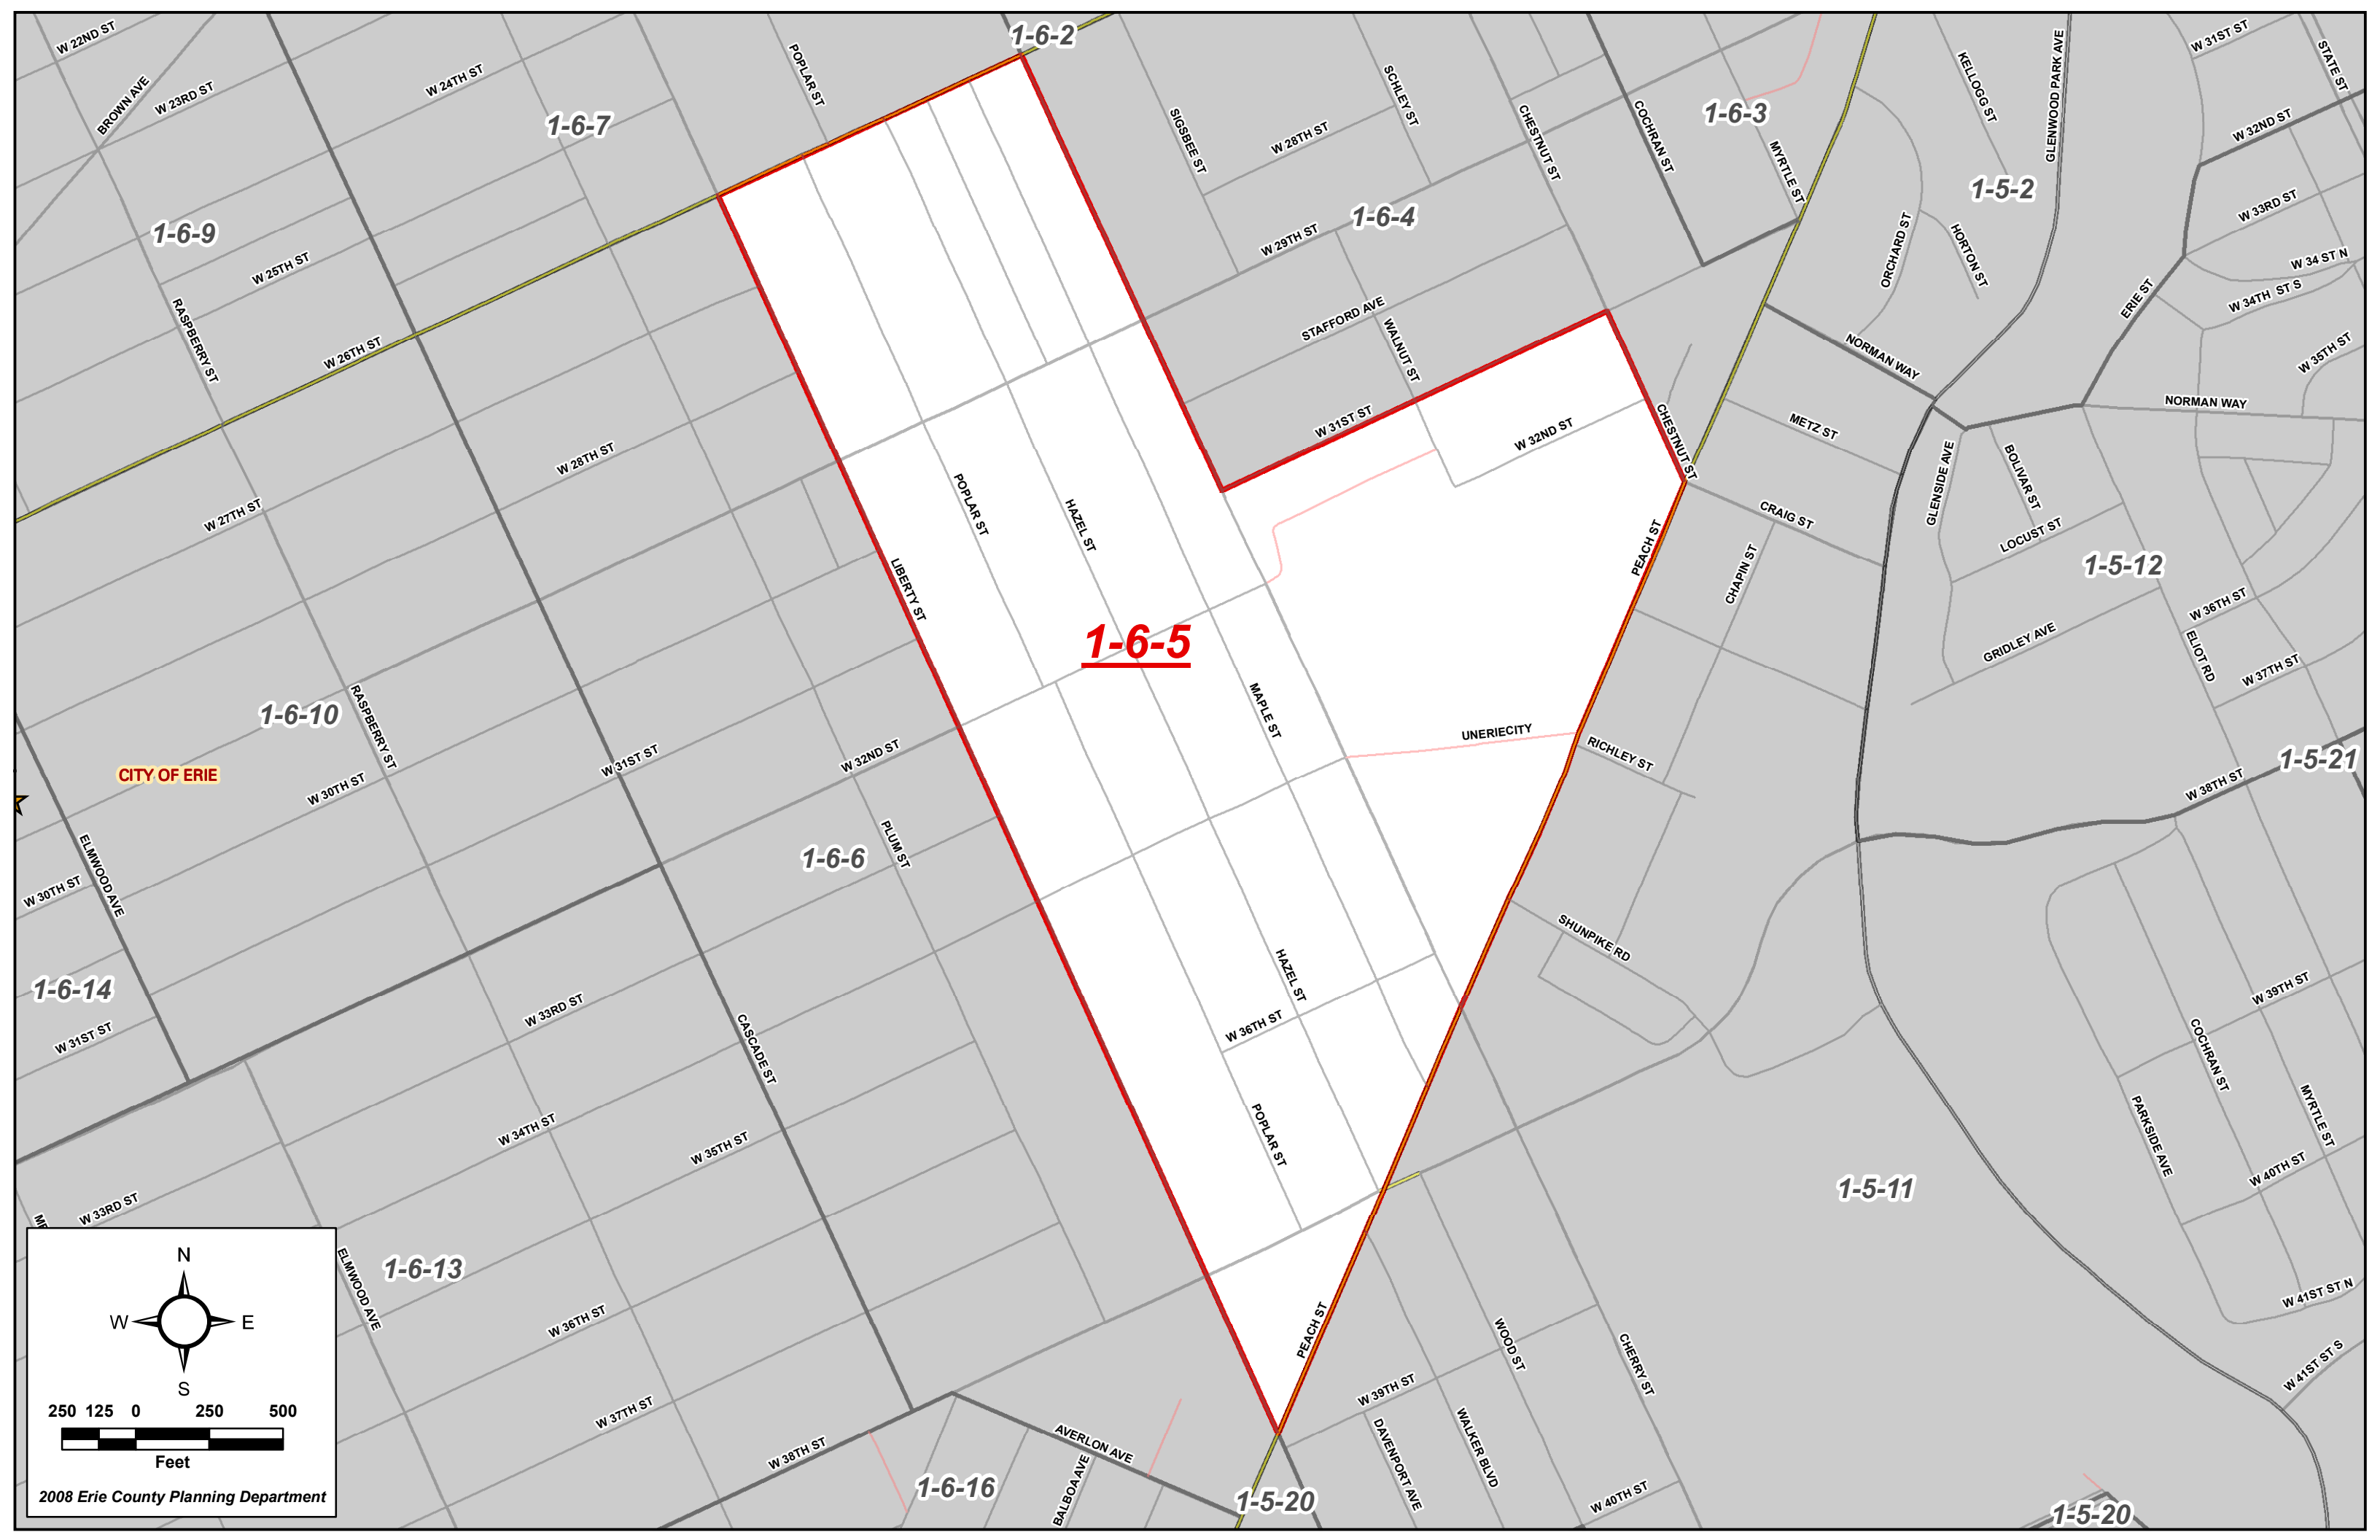 1-6-2
W 22ND ST
BROWN AVE
W 23RD ST
W 24TH ST
1-6-7
POPLAR ST
SIGSBEE ST
W 28TH ST
SCHLEY ST
CHESTNUT ST
COCHRAN ST
1-6-3
MYRTLE ST
KELLOGG ST
GLENWOOD PARK AVE
W 31ST ST
STATE ST
W 32ND ST
1-5-2
1-6-9
W 25TH ST
RASPBERRY ST
W 26TH ST
W 29TH ST
1-6-4
STAFFORD AVE
WALNUT ST
ORCHARD ST
HORTON ST
W 33RD ST
W 34 ST N
W 34TH ST S
ERIE ST
W 35TH ST
NORMAN WAY
NORMAN WAY
W 31ST ST
W 32ND ST
CHESTNUT ST
METZ ST
W 27TH ST
W 28TH ST
POPLAR ST
HAZEL ST
PEACH ST
CRAIG ST
CHAPIN ST
GLENSIDE AVE
BOLIVAR ST
LOCUST ST
1-5-12
LIBERTY ST
1-6-5
GRIDLEY AVE
W 36TH ST
ELIOT RD
W 37TH ST
1-6-10
RASPBERRY ST
CITY OF ERIE
W 30TH ST
W 31ST ST
W 32ND ST
MAPLE ST
UNERIECITY
RICHLEY ST
1-5-21
W 38TH ST
ELMWOOD AVE
W 30TH ST
1-6-6
PLUM ST
SHUNPIKE RD
1-6-14
W 31ST ST
W 33RD ST
CASCADE ST
HAZEL ST
W 36TH ST
W 39TH ST
COCHRAN ST
PARKSIDE AVE
MYRTLE ST
W 34TH ST
W 35TH ST
POPLAR ST
1-5-11
W 40TH ST
W 33RD ST
ELMWOOD AVE
1-6-13
W 36TH ST
PEACH ST
WOOD ST
CHERRY ST
W 41ST ST N
W 41ST ST S
W 37TH ST
W 38TH ST
AVERLON AVE
BALBOA AVE
W 39TH ST
DAVENPORT AVE
WALKER BLVD
W 40TH ST
1-6-16
1-5-20
1-5-20
N
W E
S
250 125 0 250 500
Feet
2008 Erie County Planning Department